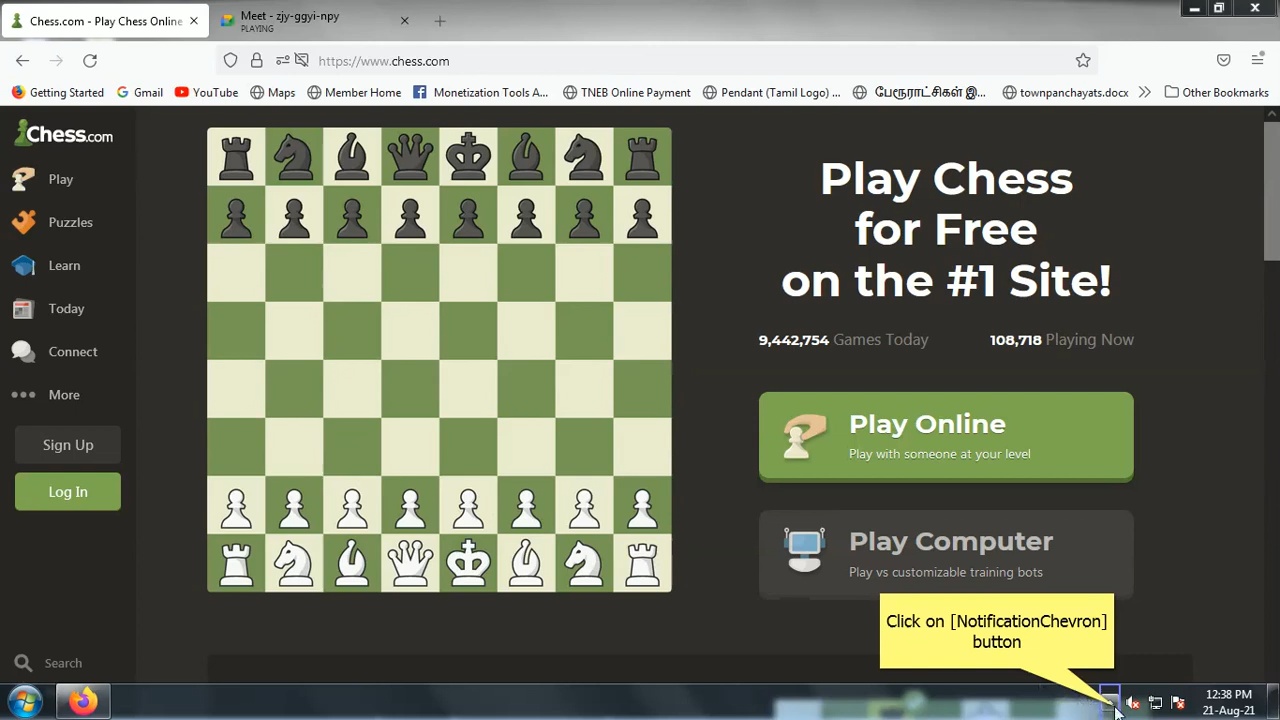 Chess.com - Play Chess Online
Meet - zjy-ggyi-npy
PLAYING
https://www.chess.com
Getting Started
Gmail
YouTube
Maps
Member Home
Monetization Tools A...
TNEB Online Payment
Pendant (Tamil Logo) ...
பேரூராட்சிகள் இ...
townpanchayats.docx
Other Bookmarks
Chess.com
Play
Puzzles
Learn
Today
Connect
More
Sign Up
Log In
Search
Play Chess
for Free
on the #1 Site!
9,442,754 Games Today
108,718 Playing Now
Play Online
Play with someone at your level
Play Computer
Play vs customizable training bots
Click on [NotificationChevron]
button
12:38 PM
21-Aug-21